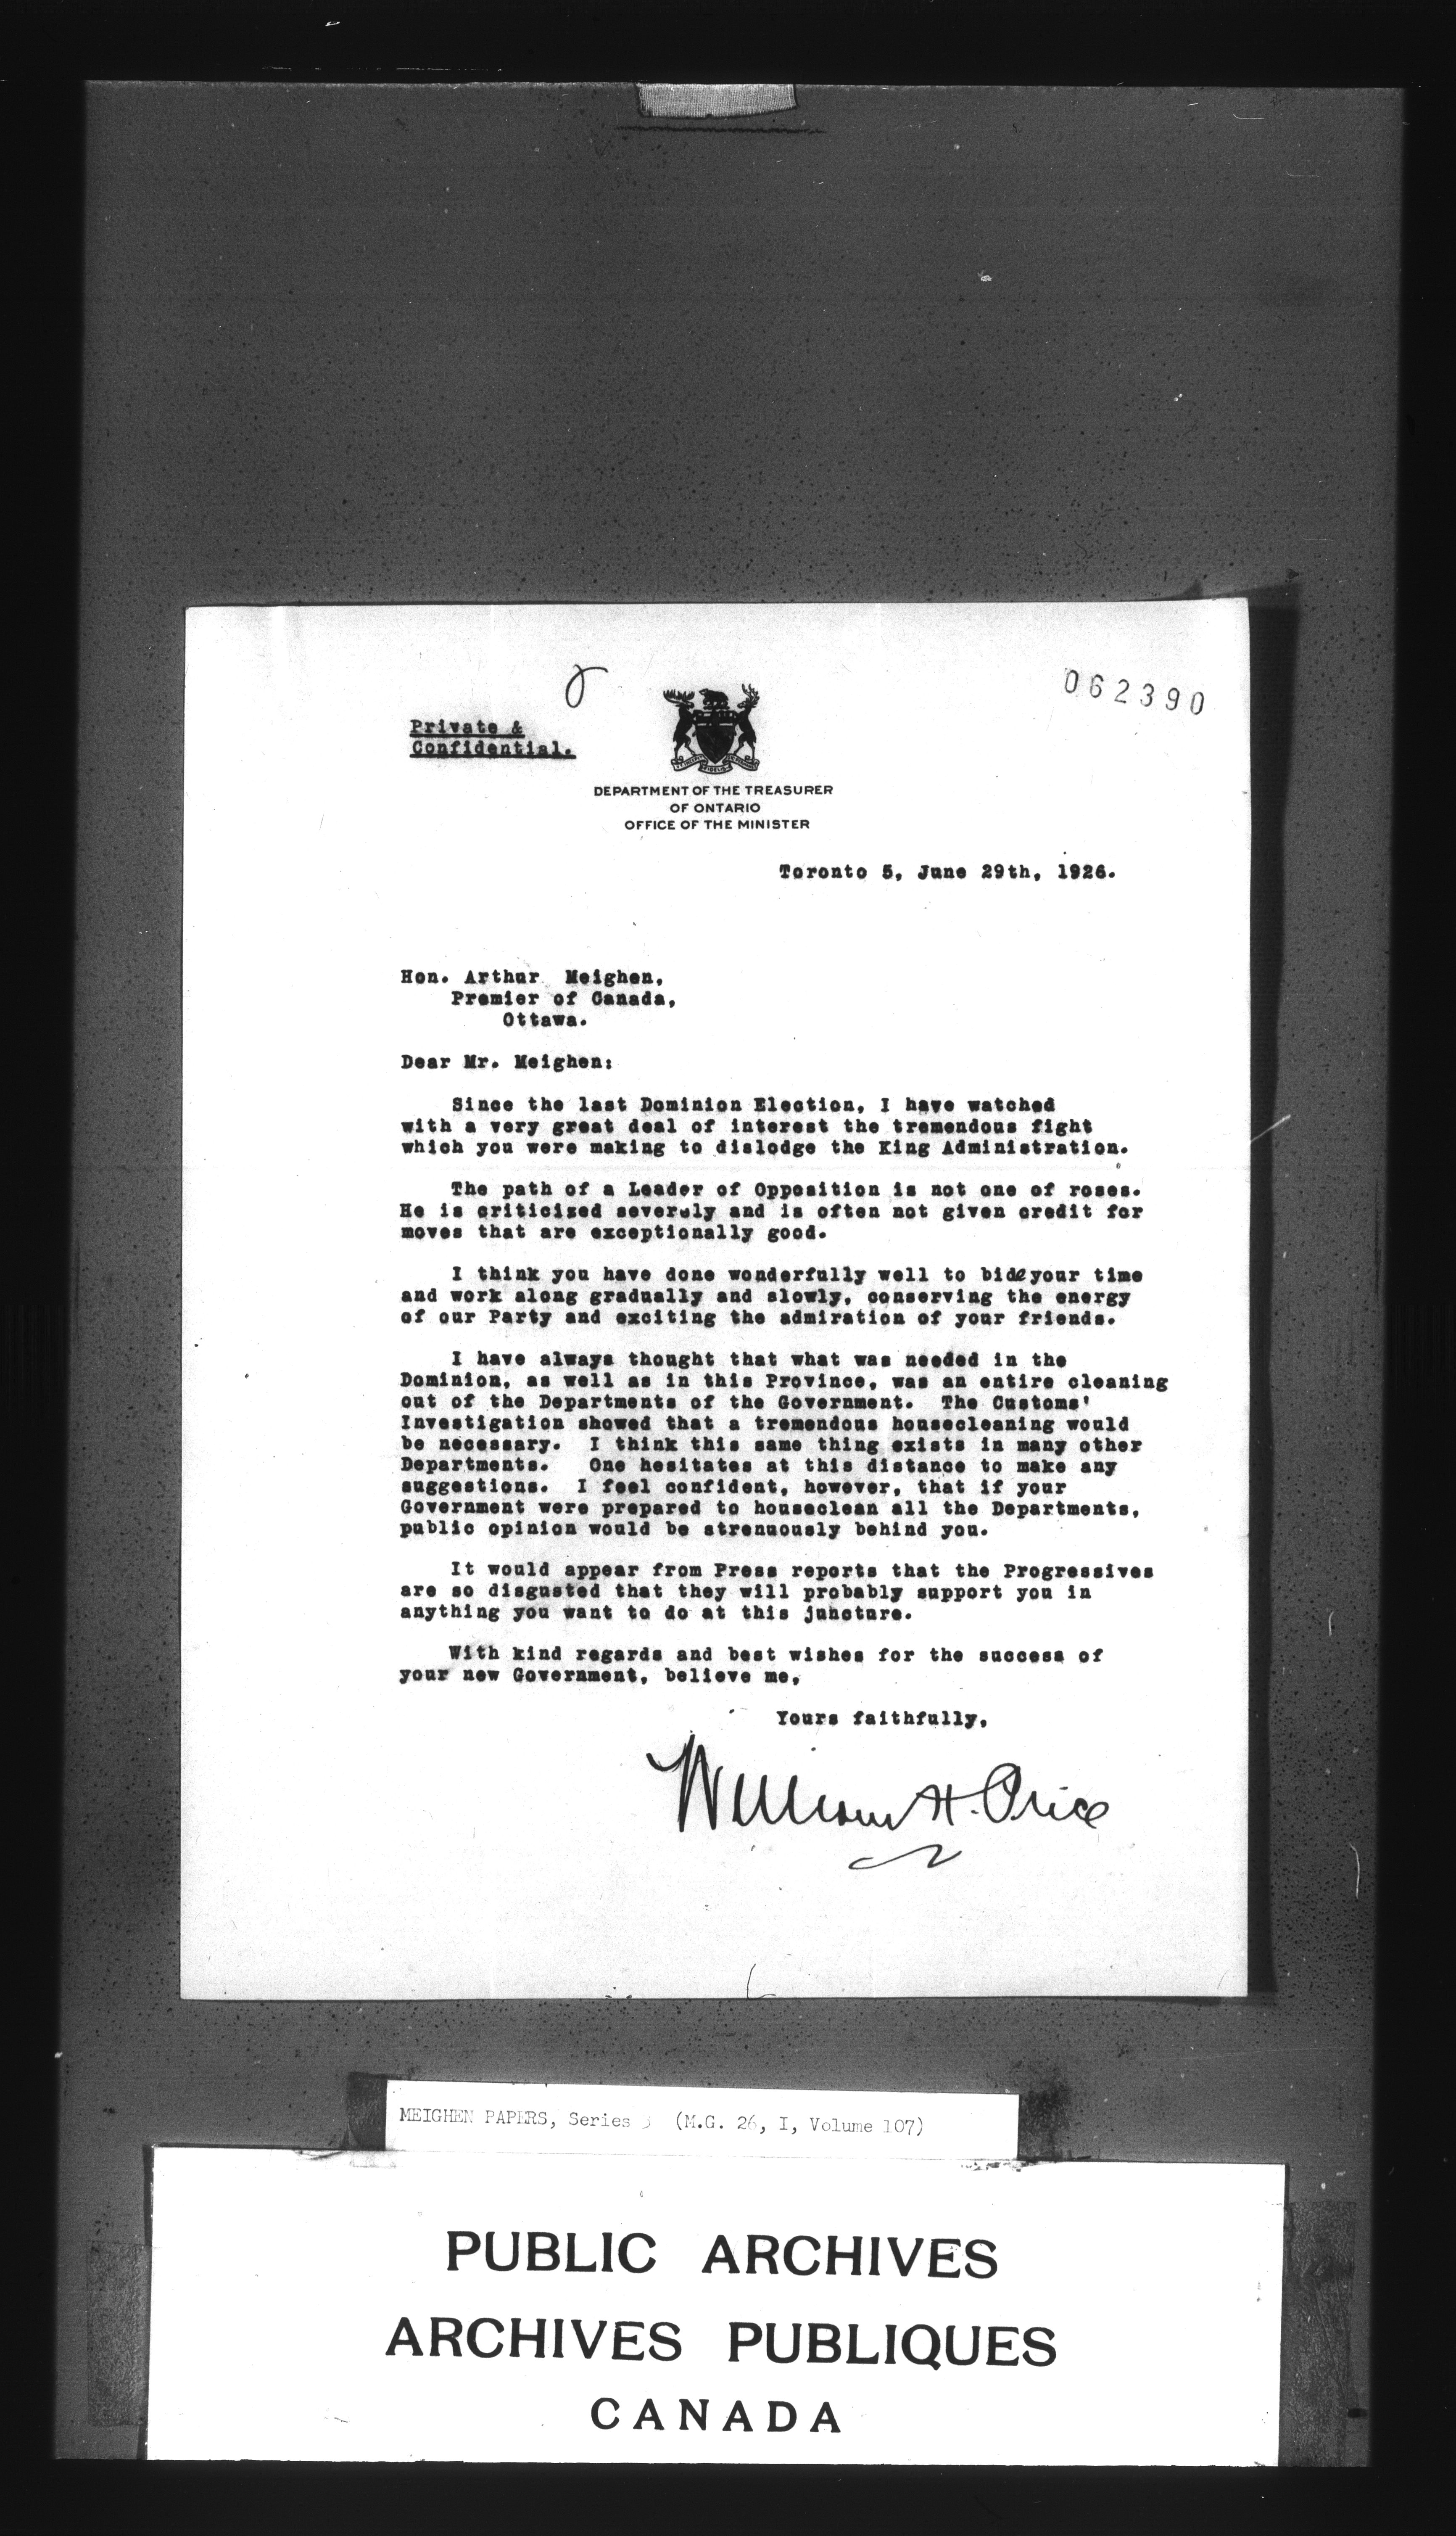 062390
Private &
Confidential.
DEPARTMENT OF THE TREASURER
OF ONTARIO
OFFICE OF THE MINISTER
Toronto 5, June 29th, 1926.
Hon. Arthur Meighen,
Premier of Canada,
Ottawa.
Dear Mr. Meighen:
Since the last Dominion Election, I have watched
with a very great deal of interest the tremendous fight
which you were making to dislodge the King Administration.
The path of a Leader of Opposition is not one of roses.
He is criticized severely and is often not given credit for
moves that are exceptionally good.
I think you have done wonderfully well to bide your time
and work along gradually and slowly, conserving the energy
of our Party and exciting the admiration of your friends.
I have always thought that what was needed in the
Dominion, as well as in this Province, was an entire cleaning
out of the Departments of the Government. The Customs'
Investigation showed that a tremendous housecleaning would
be necessary. I think this same thing exists in many other
Departments. One hesitates at this distance to make any
suggestions. I feel confident, however, that if your
Government were prepared to houseclean all the Departments,
public opinion would be strenuously behind you.
It would appear from Press reports that the Progressives
are so disgusted that they will probably support you in
anything you want to do at this juncture.
With kind regards and best wishes for the success of
your new Government, believe me,
Yours faithfully,
William H. Price
MEIGHEN PAPERS, Series 3 (M.G. 26, I, Volume 107)
PUBLIC ARCHIVES
ARCHIVES PUBLIQUES
CANADA